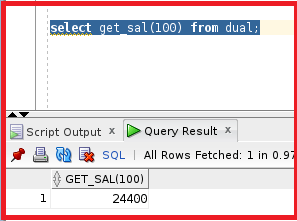 select get_sal(100) from dual;
Script Output x Query Result x
SQL | All Rows Fetched: 1 in 0.97
GET_SAL(100)
1 24400